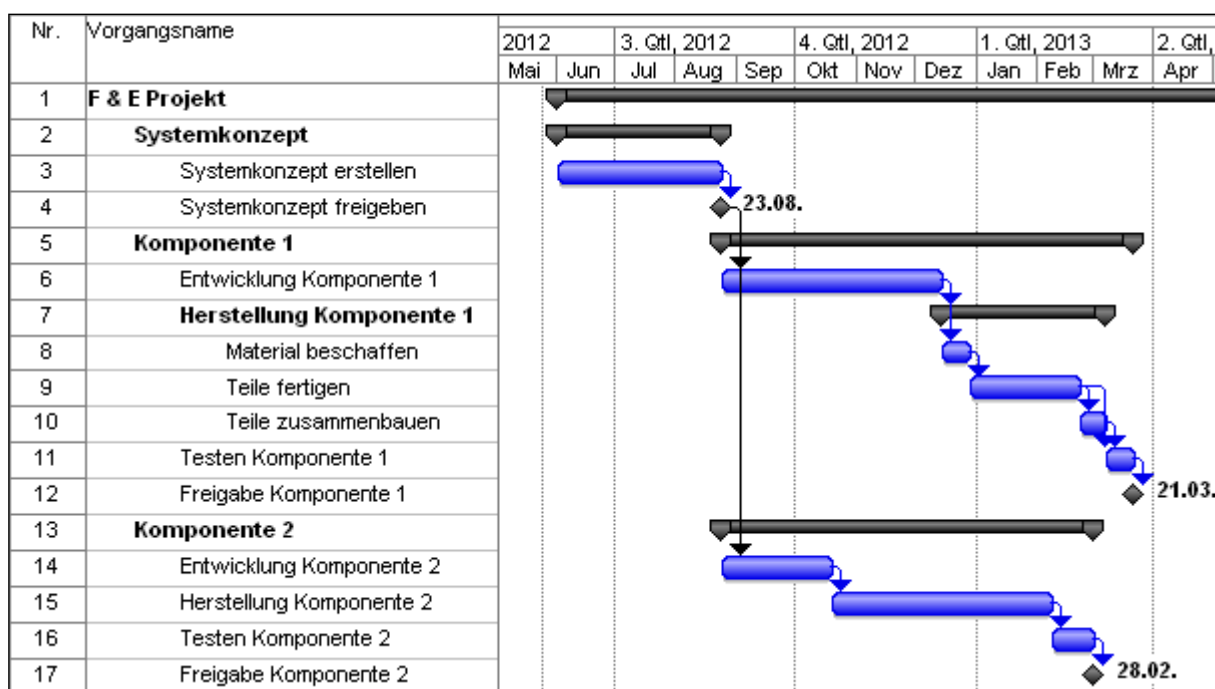 Nr. Vorgangsname
2012 3. Qtl, 2012 4. Qtl, 2012 1. Qtl, 2013 2. Qtl,
Mai Jun Jul Aug Sep Okt Nov Dez Jan Feb Mrz Apr
1 F & E Projekt
2 Systemkonzept
3 Systemkonzept erstellen
4 Systemkonzept freigeben 23.08.
5 Komponente 1
6 Entwicklung Komponente 1
7 Herstellung Komponente 1
8 Material beschaffen
9 Teile fertigen
10 Teile zusammenbauen
11 Testen Komponente 1
12 Freigabe Komponente 1 21.03.
13 Komponente 2
14 Entwicklung Komponente 2
15 Herstellung Komponente 2
16 Testen Komponente 2
17 Freigabe Komponente 2 28.02.